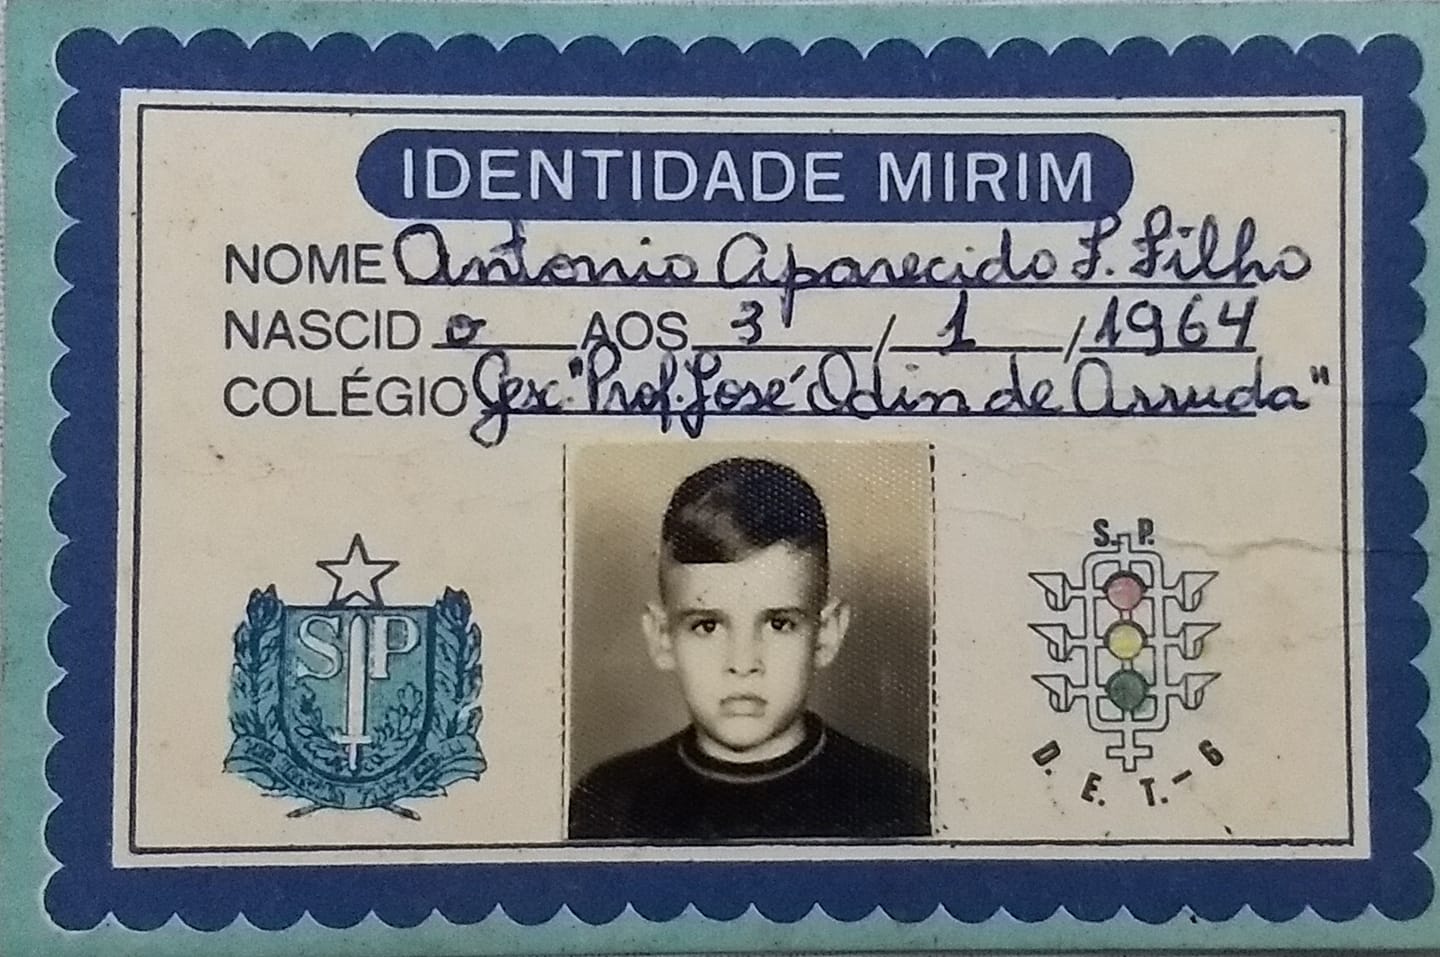 IDENTIDADE MIRIM
NOME Antonio Aparecido F. Filho
NASCID o AOS 3 / 1 / 1964
COLÉGIO Gesc. "Prof. José Odin de Arruda"
SP
S. P.
D. E. T. - 6